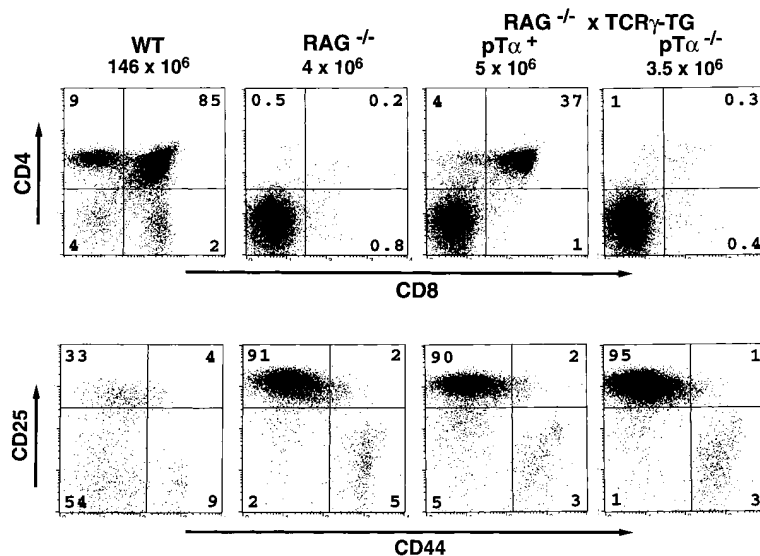 RAG -/- x TCRγ-TG
WT RAG -/- pTα + pTα -/-
146 x 10⁶ 4 x 10⁶ 5 x 10⁶ 3.5 x 10⁶
9 85 0.5 0.2 4 37 1 0.3
CD4
4 2 0.8 1 0.4
CD8
33 4 91 2 90 2 95 1
CD25
54 9 2 5 5 3 1 3
CD44